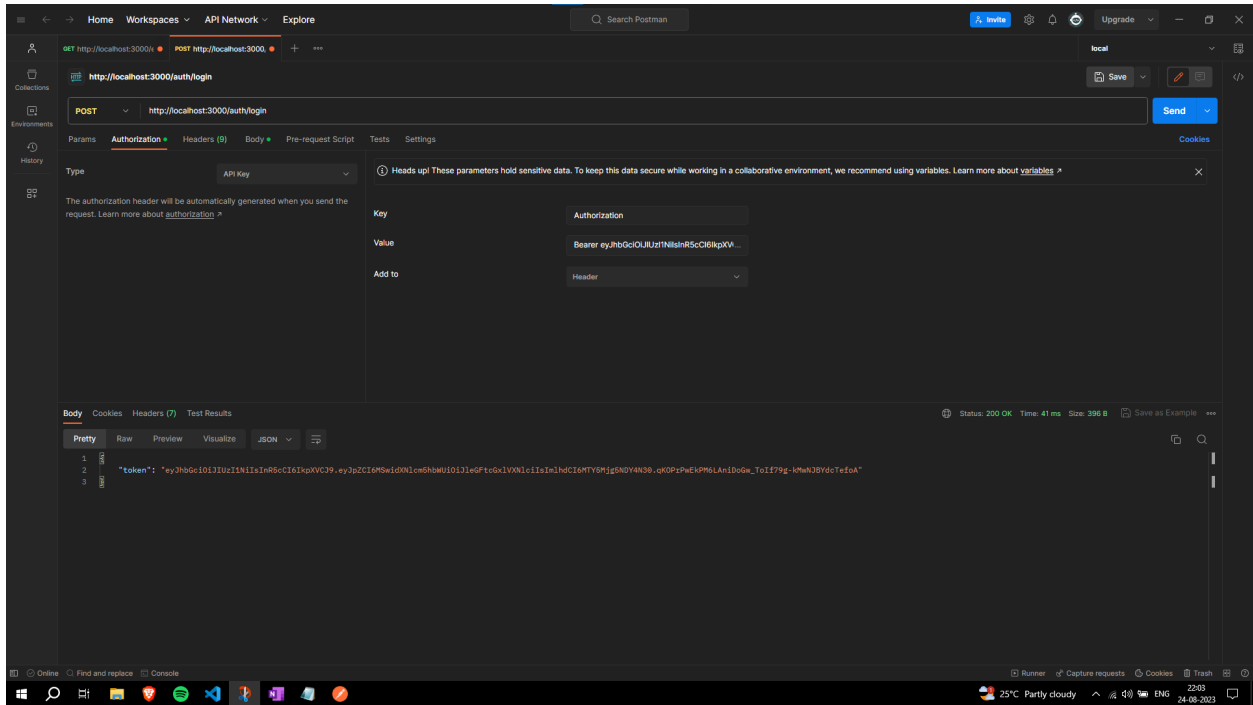 Home Workspaces API Network Explore Search Postman Invite Upgrade
GET http://localhost:3000/e POST http://localhost:3000, local
http://localhost:3000/auth/login Save
Collections
POST http://localhost:3000/auth/login Send
Environments
Params Authorization Headers (9) Body Pre-request Script Tests Settings Cookies
History
Type API Key
Heads up! These parameters hold sensitive data. To keep this data secure while working in a collaborative environment, we recommend using variables. Learn more about variables ↗
The authorization header will be automatically generated when you send the
request. Learn more about authorization ↗
Key Authorization
Value Bearer eyJhbGciOiJIUzI1NiIsInR5cCI6IkpXV...
Add to Header
Body Cookies Headers (7) Test Results Status: 200 OK Time: 41 ms Size: 396 B Save as Example
Pretty Raw Preview Visualize JSON
1 {
2 "token":
3 }
Online Find and replace Console Runner Capture requests Cookies Trash
25°C Partly cloudy ENG 22:03
24-08-2023